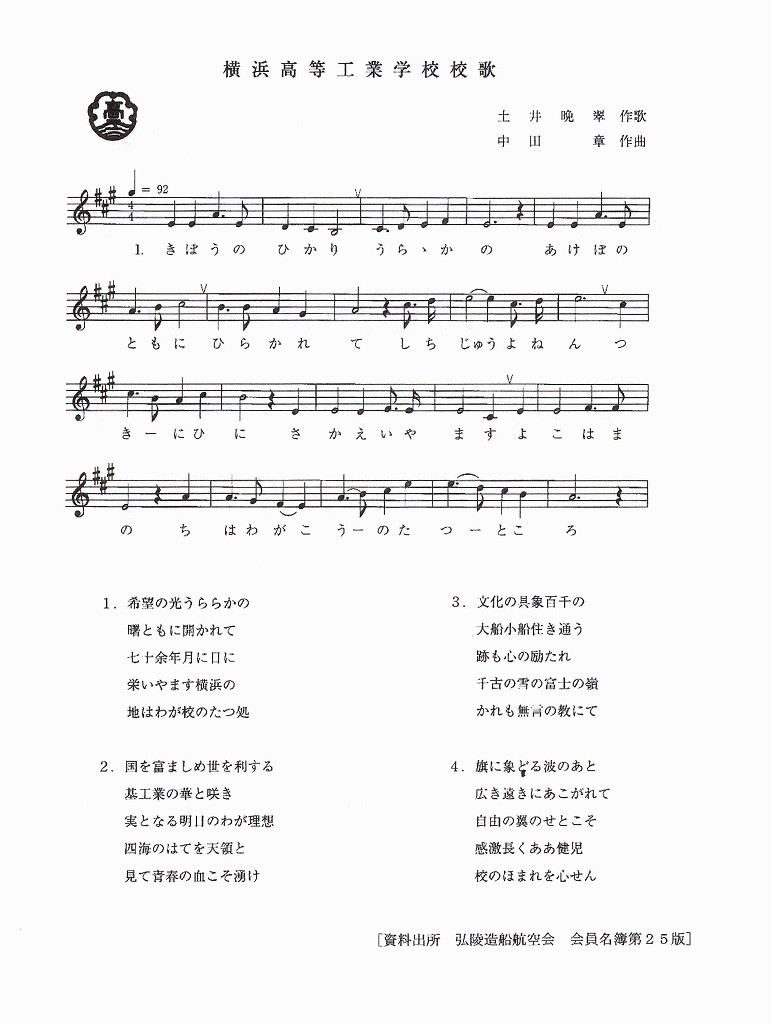 横浜高等工業学校校歌
高
土井晩翠 作歌
中田章 作曲
♩ = 92
1. きぼうの ひかり うらゝかの あけぼの
ともに ひらかれ てしち じゅうよねん つ
きーにひ に さかえいや ますよこはま
の ち はわがこ うーのた つーとこ ろ
1. 希望の光うららかの
曙ともに開かれて
七十余年月に日に
栄いやます横浜の
地はわが校のたつ処
2. 国を富ましめ世を利する
基工業の華と咲き
実となる明日のわが理想
四海のはてを天領と
見て青春の血こそ湧け
3. 文化の具象百千の
大船小船住き通う
跡も心の励たれ
千古の雪の富士の嶺
かれも無言の教にて
4. 旗に象どる波のあと
広き遠きにあこがれて
自由の翼のせとこそ
感激長くああ健児
校のほまれを心せん
[資料出所 弘陵造船航空会 会員名簿第25版]